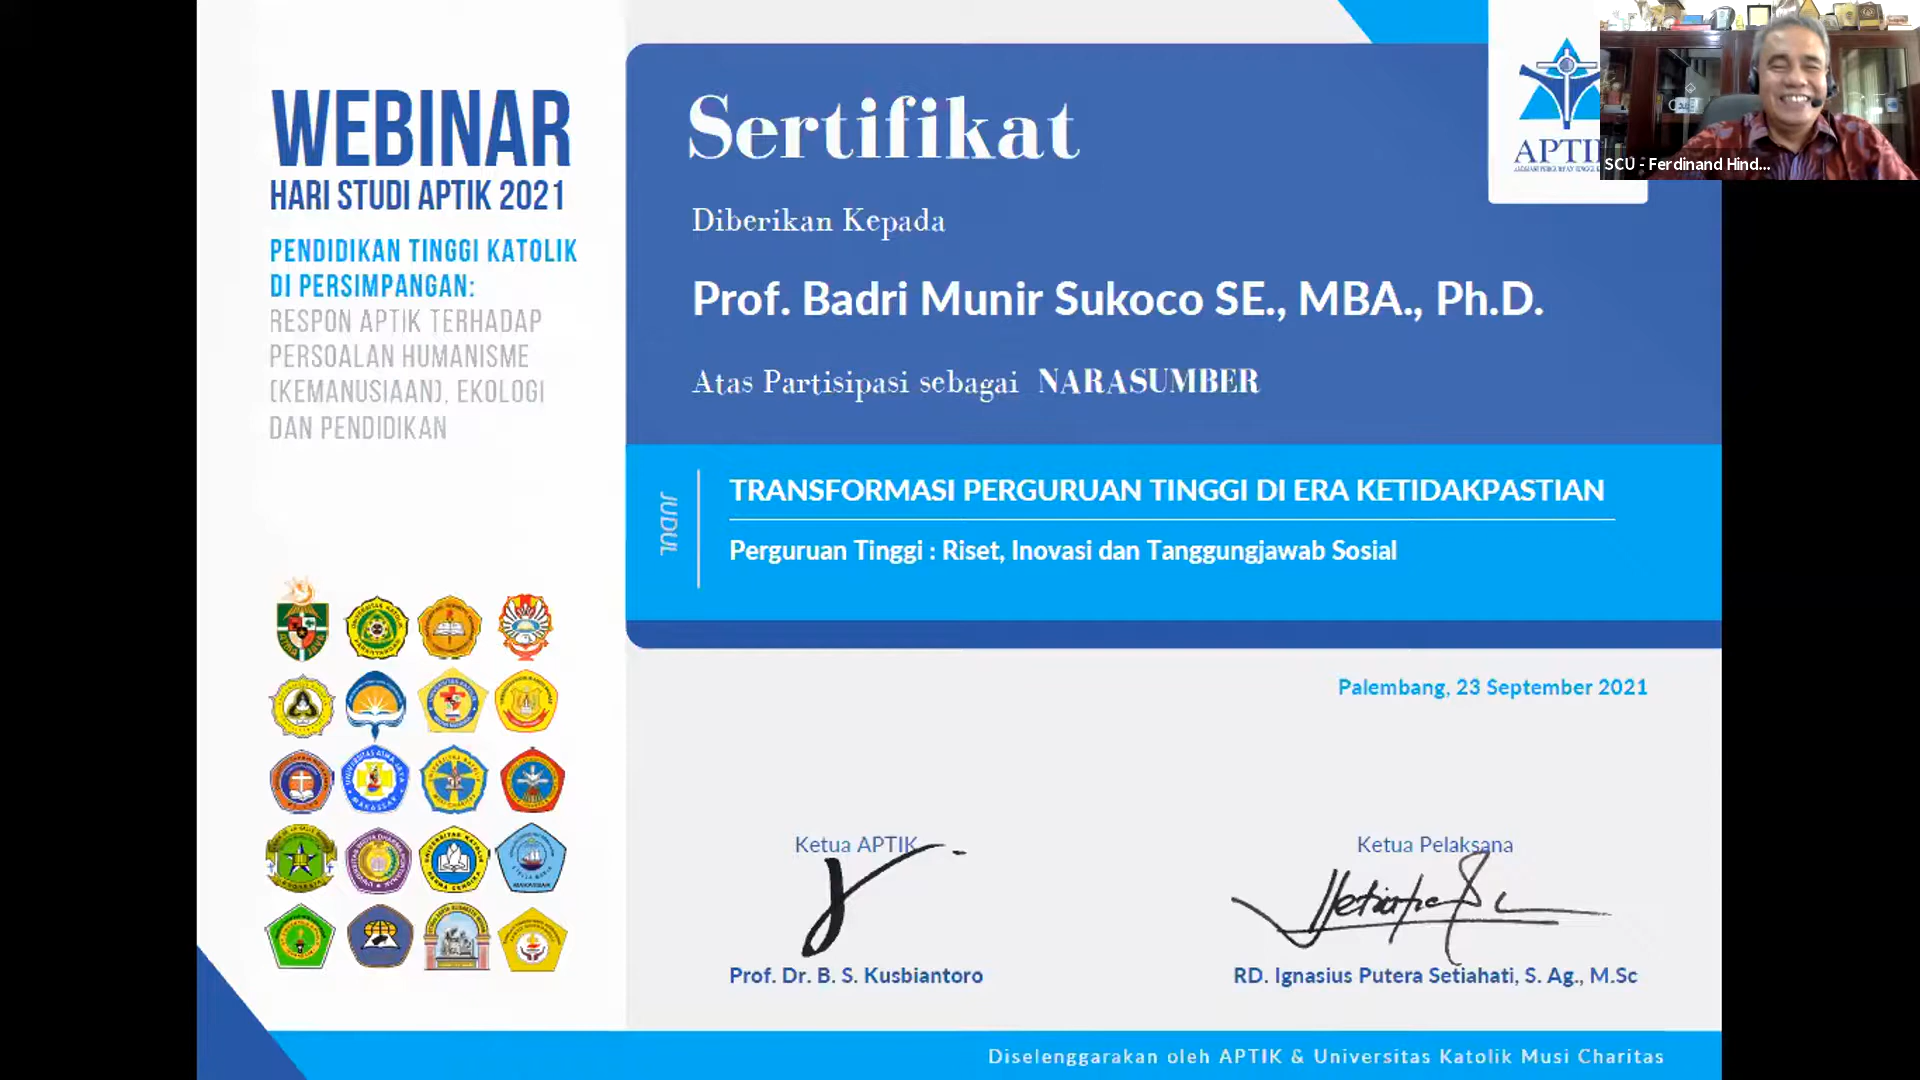 WEBINAR
HARI STUDI APTIK 2021
PENDIDIKAN TINGGI KATOLIK
DI PERSIMPANGAN:
RESPON APTIK TERHADAP
PERSOALAN HUMANISME
(KEMANUSIAAN), EKOLOGI
DAN PENDIDIKAN
Sertifikat
Diberikan Kepada
Prof. Badri Munir Sukoco SE., MBA., Ph.D.
Atas Partisipasi sebagai NARASUMBER
JUDUL
TRANSFORMASI PERGURUAN TINGGI DI ERA KETIDAKPASTIAN
Perguruan Tinggi : Riset, Inovasi dan Tanggungjawab Sosial
SCU - Ferdinand Hind...
Palembang, 23 September 2021
Ketua APTIK
Prof. Dr. B. S. Kusbiantoro
Ketua Pelaksana
RD. Ignasius Putera Setiahati, S. Ag., M.Sc
Diselenggarakan oleh APTIK & Universitas Katolik Musi Charitas